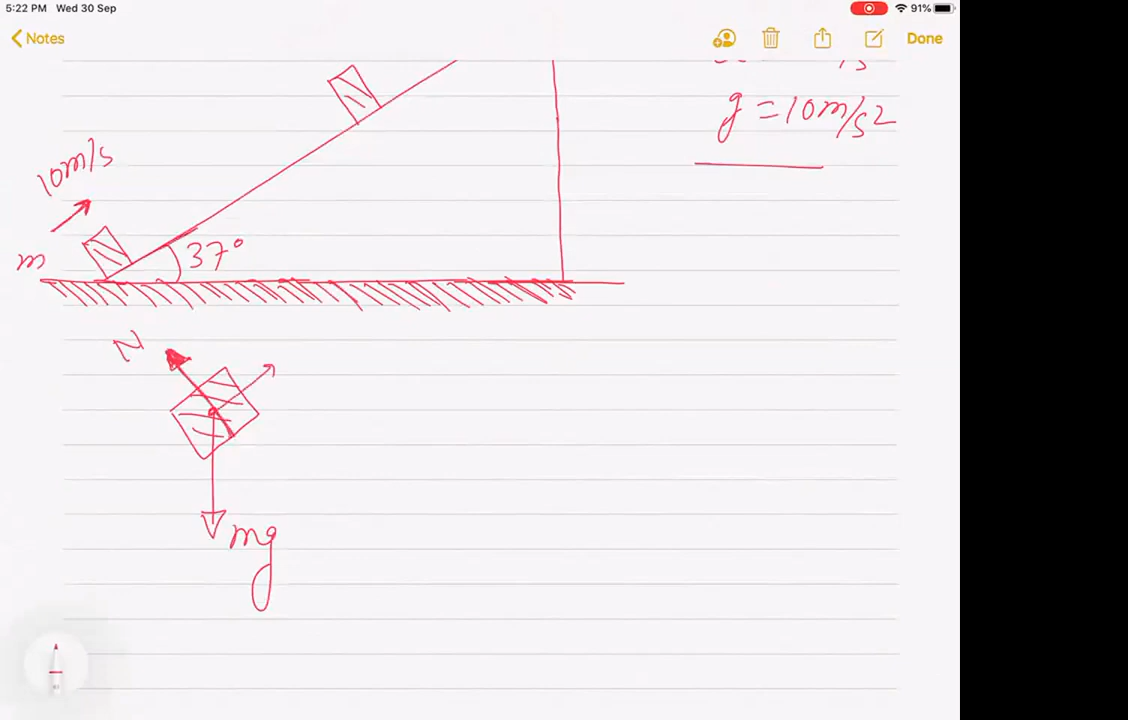 5:22 PM Wed 30 Sep
91%
Notes
Done
g = 10m/s2
10m/s
m
37°
N
mg